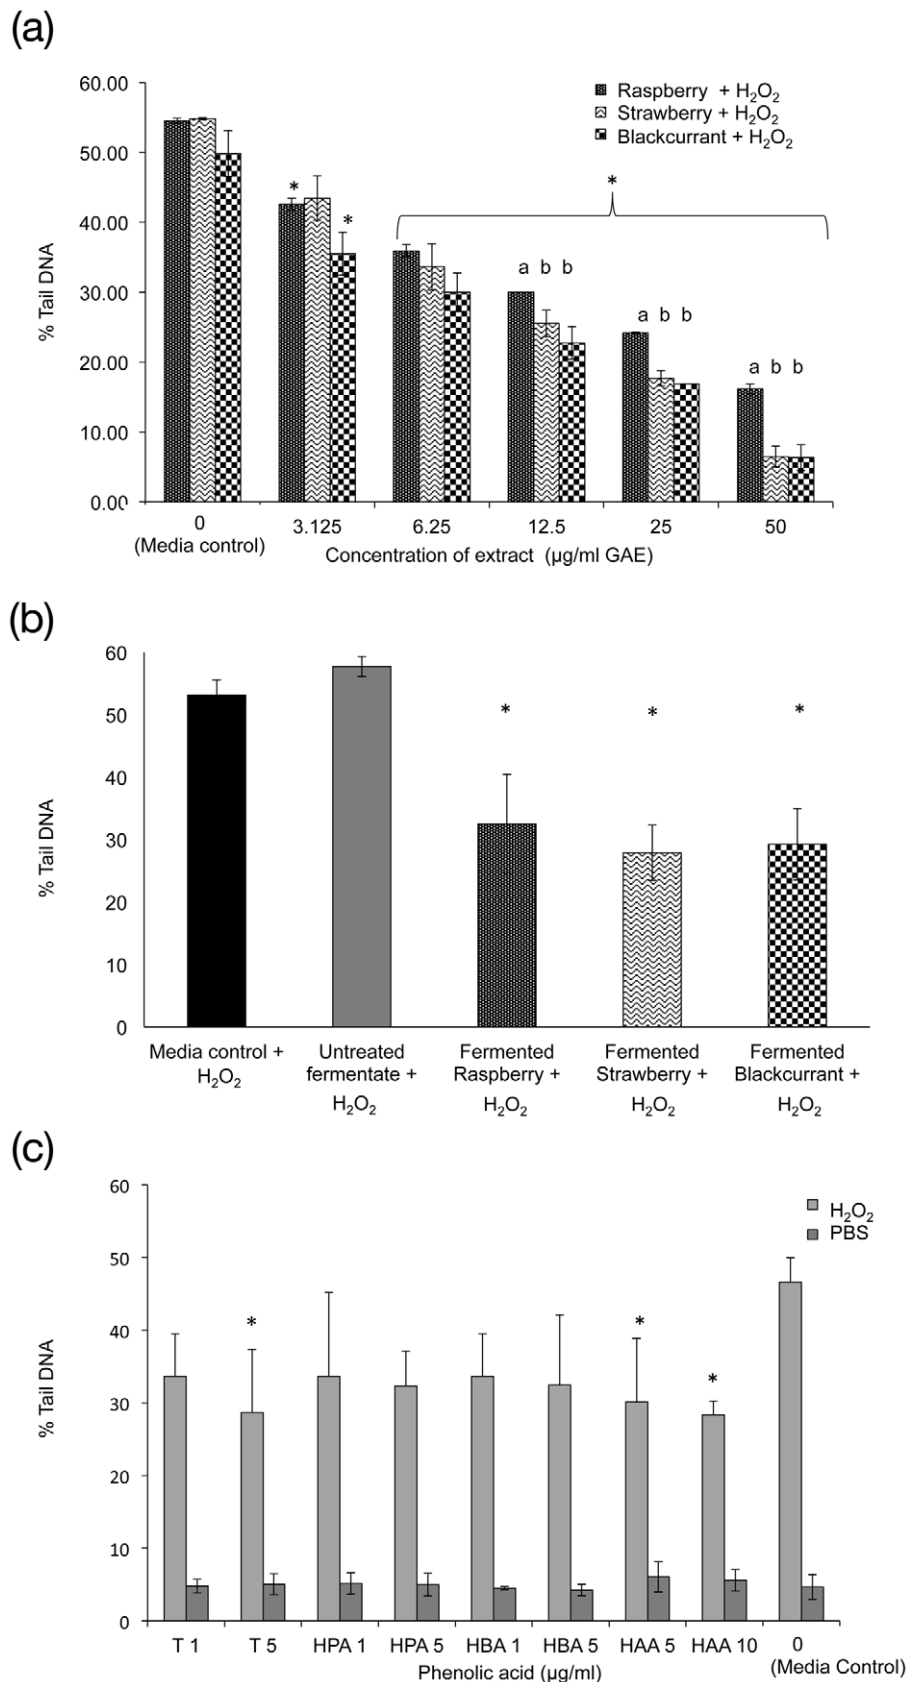 (a)
60.00
50.00
40.00
30.00
20.00
10.00
0.00
% Tail DNA
Raspberry + H₂O₂
Strawberry + H₂O₂
Blackcurrant + H₂O₂
*
*
*
a b b
a b b
a b b
0 3.125 6.25 12.5 25 50
(Media control)
Concentration of extract (µg/ml GAE)
(b)
60
50
40
30
20
10
0
% Tail DNA
* * *
Media control + H₂O₂
Untreated fermentate + H₂O₂
Fermented Raspberry + H₂O₂
Fermented Strawberry + H₂O₂
Fermented Blackcurrant + H₂O₂
(c)
60
50
40
30
20
10
0
% Tail DNA
H₂O₂
PBS
* * *
T 1 T 5 HPA 1 HPA 5 HBA 1 HBA 5 HAA 5 HAA 10 0
(Media Control)
Phenolic acid (µg/ml)